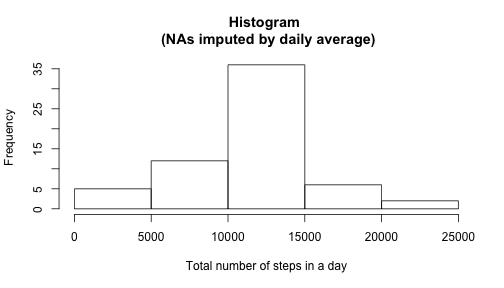 Histogram
(NAs imputed by daily average)
Frequency
35
25
15
5
0
0 5000 10000 15000 20000 25000
Total number of steps in a day